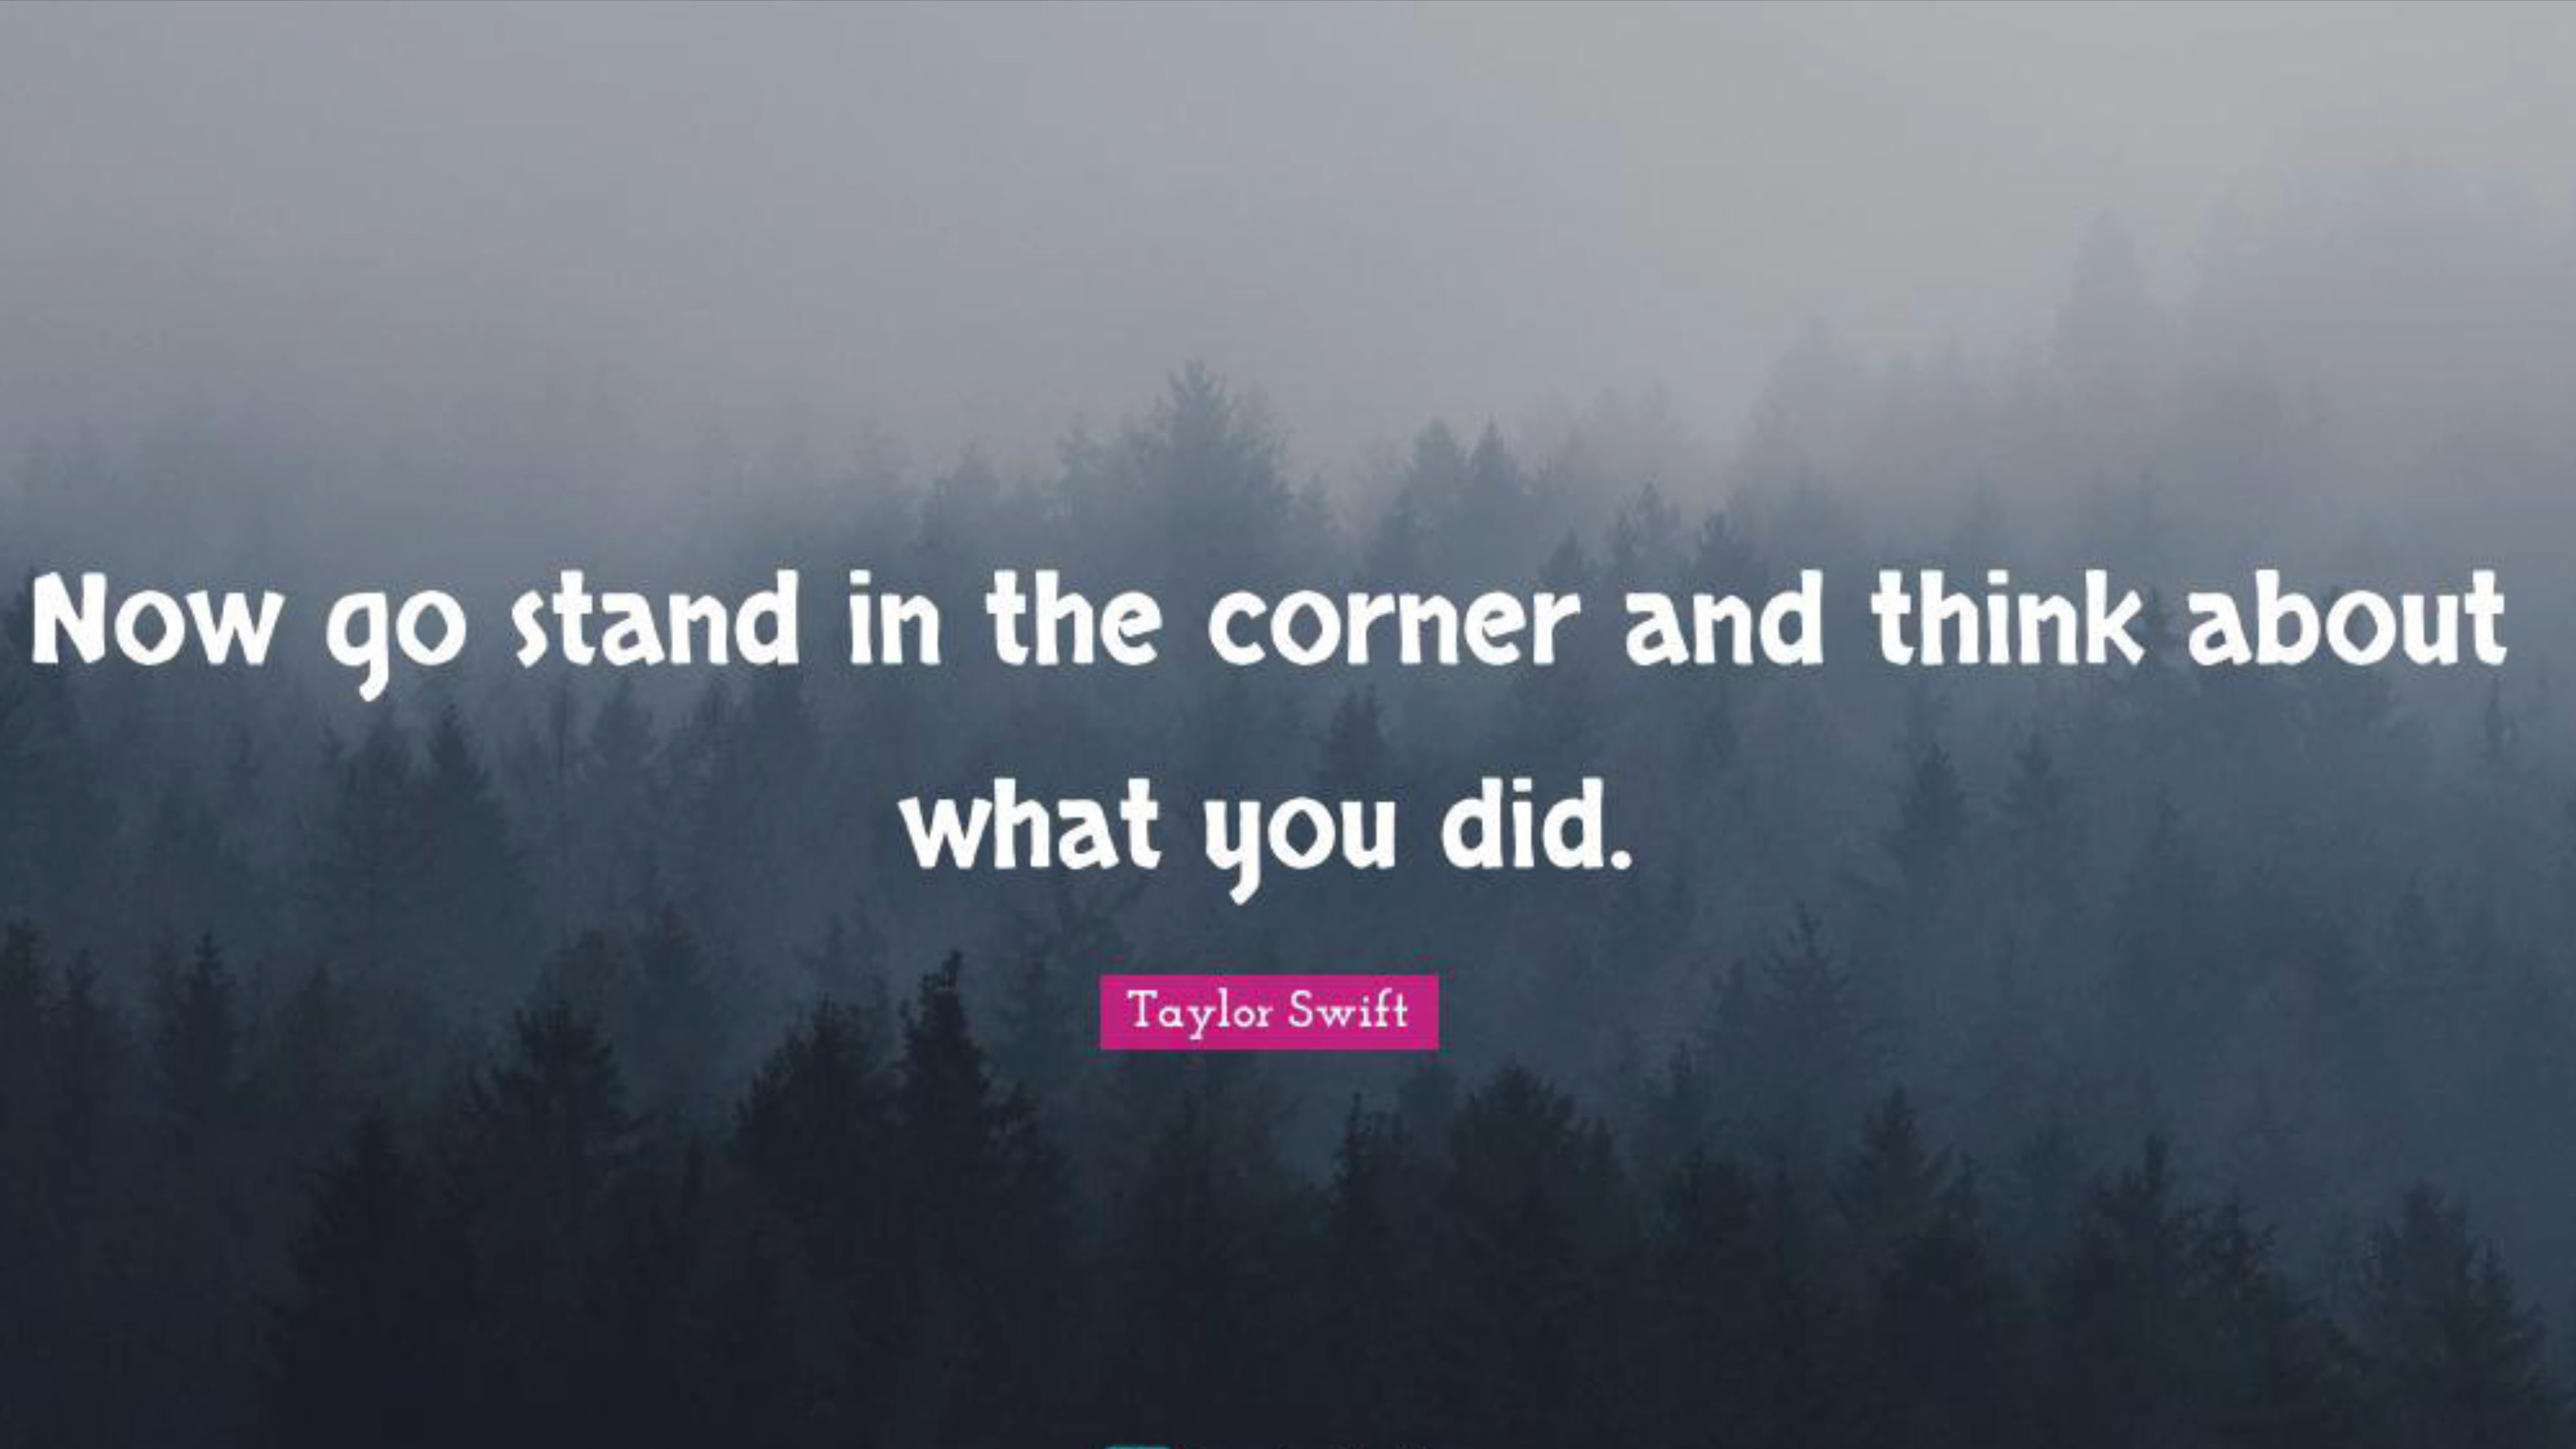 Now go stand in the corner and think about
what you did.
Taylor Swift